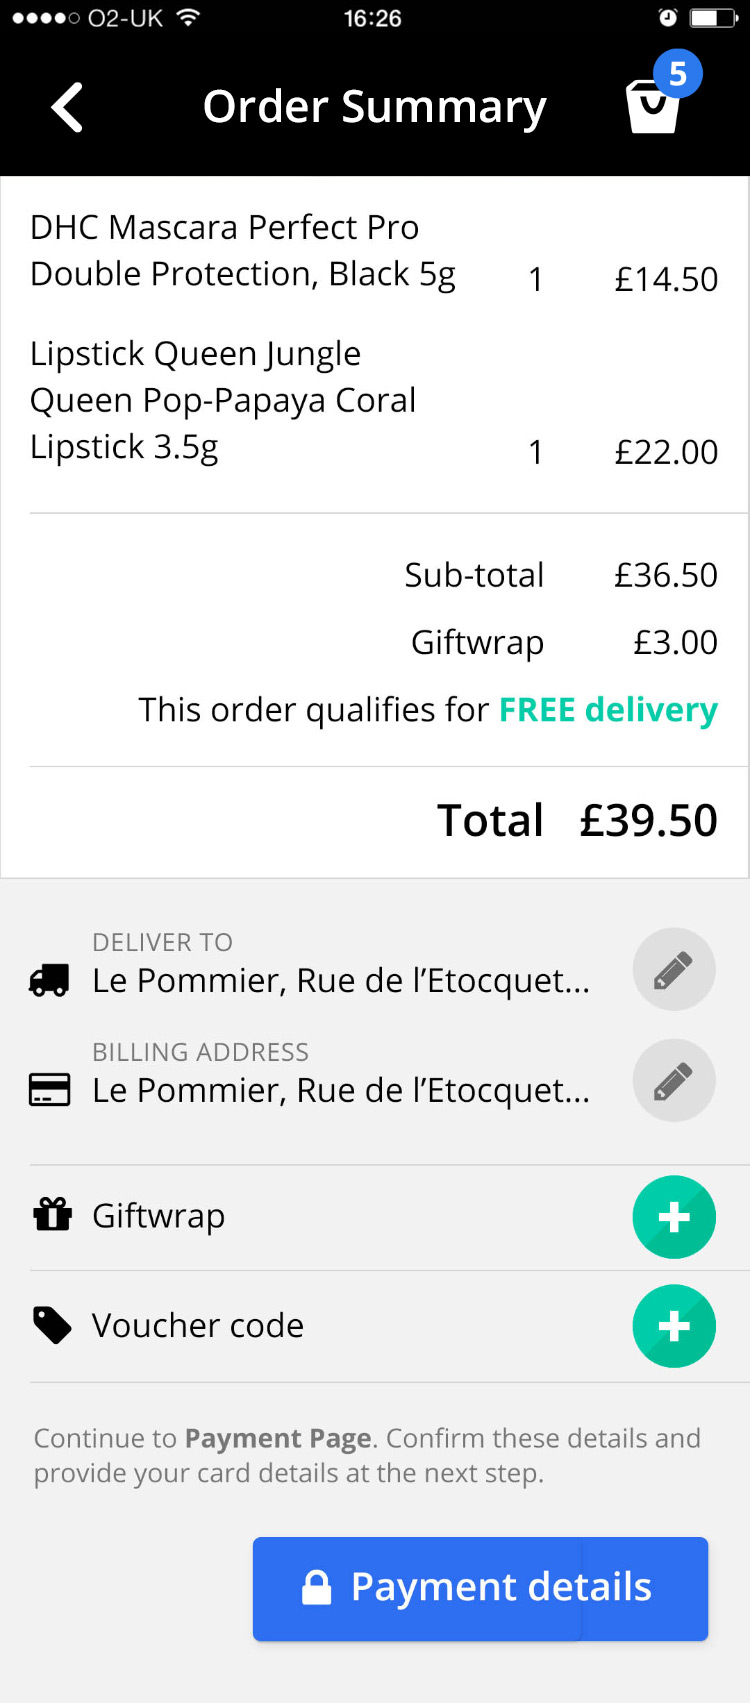 O2-UK 16:26
Order Summary 5
DHC Mascara Perfect Pro
Double Protection, Black 5g 1 £14.50
Lipstick Queen Jungle
Queen Pop-Papaya Coral
Lipstick 3.5g 1 £22.00
Sub-total £36.50
Giftwrap £3.00
This order qualifies for FREE delivery
Total £39.50
DELIVER TO
Le Pommier, Rue de l’Etocquet...
BILLING ADDRESS
Le Pommier, Rue de l’Etocquet...
Giftwrap
Voucher code
Continue to Payment Page. Confirm these details and
provide your card details at the next step.
Payment details